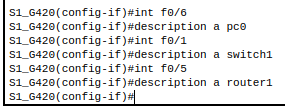 S1_G420(config-if)#int f0/6
S1_G420(config-if)#description a pc0
S1_G420(config-if)#int f0/1
S1_G420(config-if)#description a switch1
S1_G420(config-if)#int f0/5
S1_G420(config-if)#description a router1
S1_G420(config-if)#